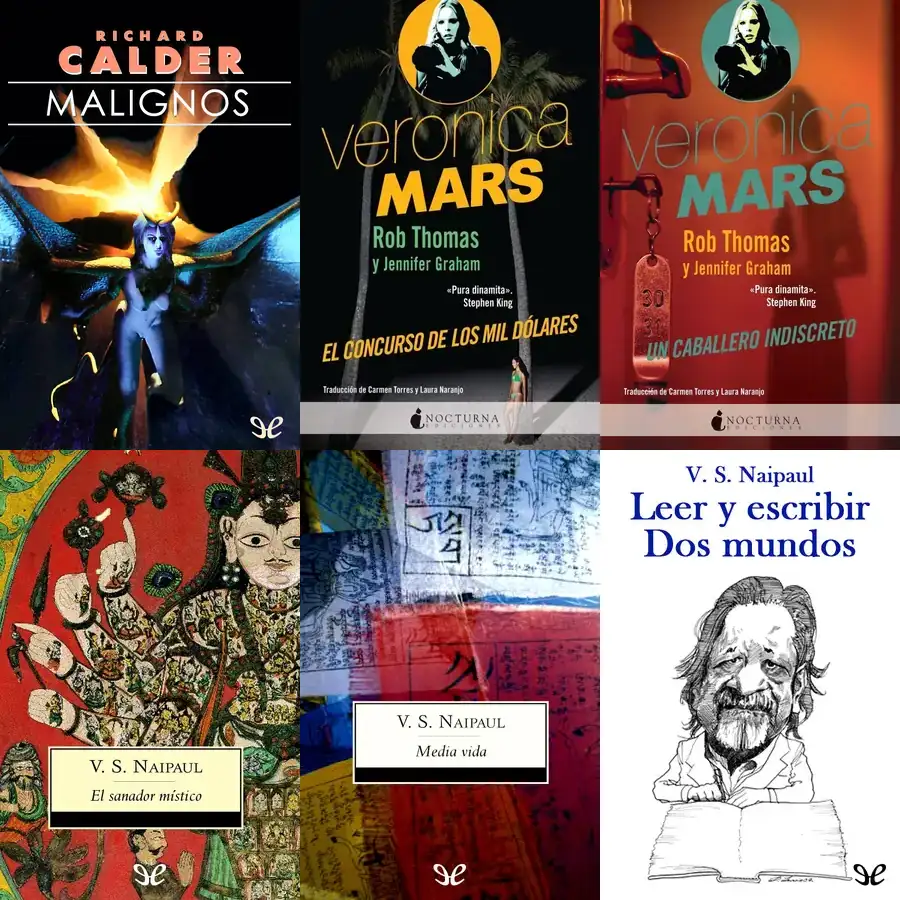 RICHARD
CALDER
MALIGNOS
veronica
MARS
Rob Thomas
y Jennifer Graham
«Pura dinamita».
Stephen King
EL CONCURSO DE LOS MIL DÓLARES
Traducción de Carmen Torres y Laura Naranjo
NOCTURNA
EDICIONES
veronica
MARS
Rob Thomas
y Jennifer Graham
«Pura dinamita».
Stephen King
30
UN CABALLERO INDISCRETO
Traducción de Carmen Torres y Laura Naranjo
NOCTURNA
EDICIONES
V. S. NAIPAUL
El sanador místico
V. S. NAIPAUL
Media vida
V. S. Naipaul
Leer y escribir
Dos mundos